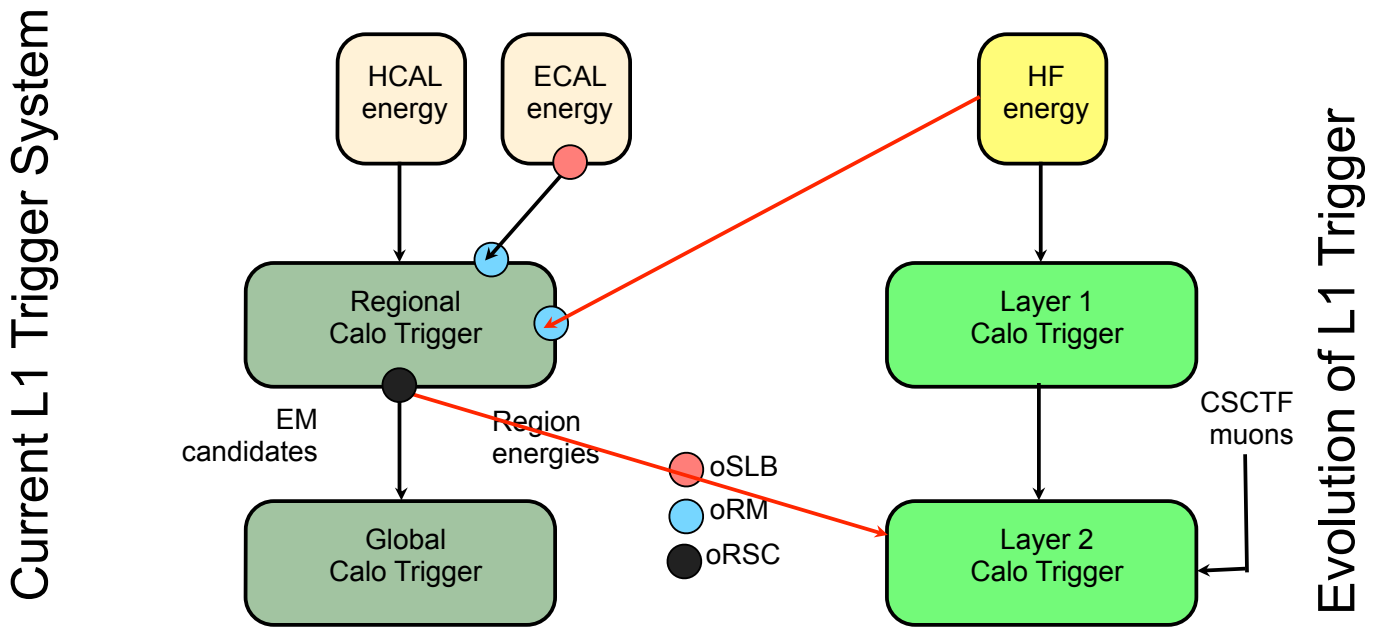 Current L1 Trigger System
HCAL
energy
ECAL
energy
HF
energy
Regional
Calo Trigger
Layer 1
Calo Trigger
EM
candidates
Region
energies
CSCTF
muons
oSLB
oRM
oRSC
Global
Calo Trigger
Layer 2
Calo Trigger
Evolution of L1 Trigger